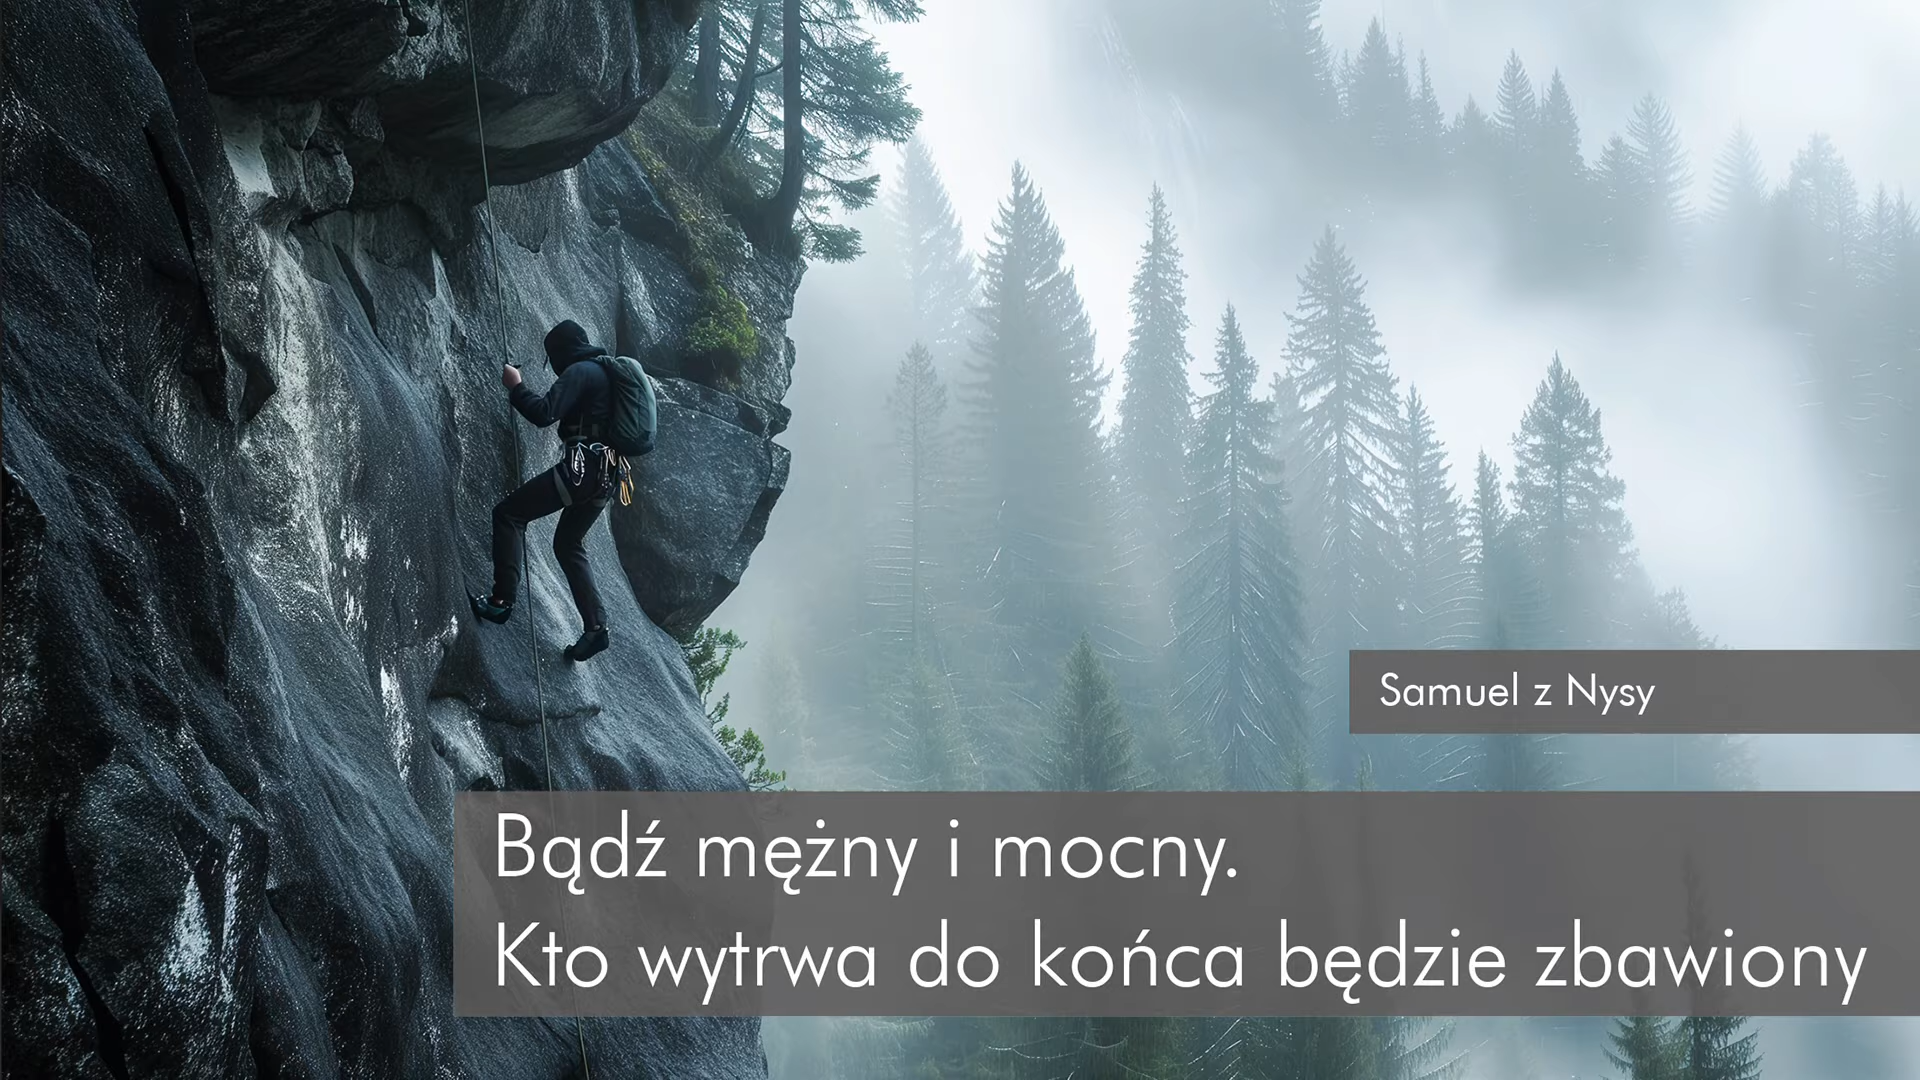 Samuel z Nysy
Bądź mężny i mocny.
Kto wytrwa do końca będzie zbawiony